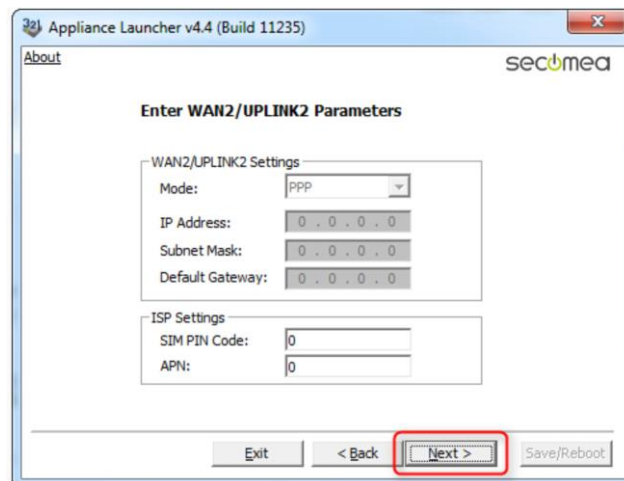 Appliance Launcher v4.4 (Build 11235)
About
secomea
Enter WAN2/UPLINK2 Parameters
WAN2/UPLINK2 Settings
Mode: PPP
IP Address: 0 . 0 . 0 . 0
Subnet Mask: 0 . 0 . 0 . 0
Default Gateway: 0 . 0 . 0 . 0
ISP Settings
SIM PIN Code: 0
APN: 0
Exit < Back Next > Save/Reboot